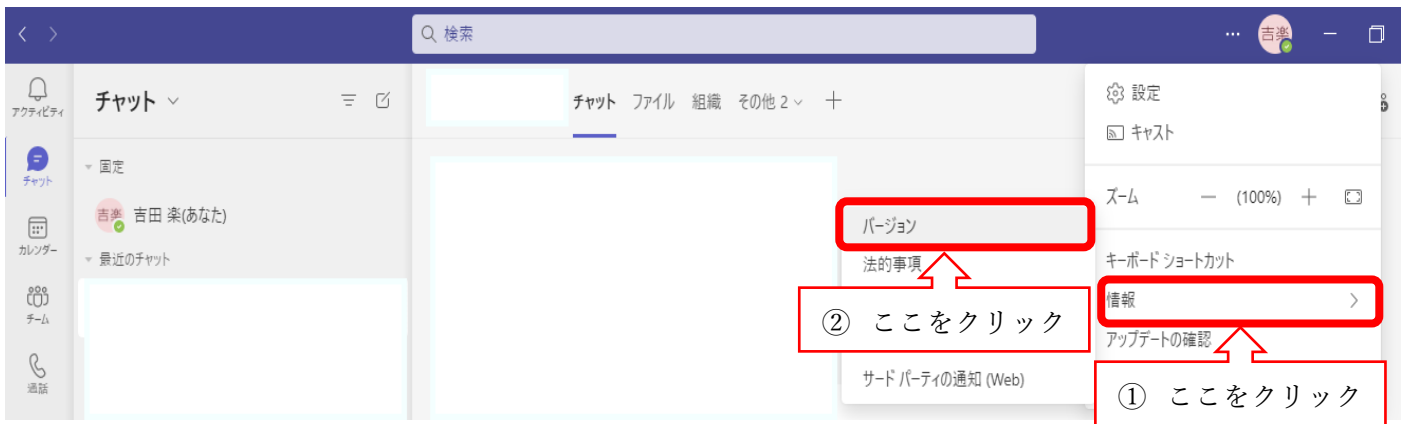 検索
吉楽
アクティビティ
チャット
チャット ファイル 組織 その他 2
設定
キャスト
チャット
固定
吉楽 吉田 楽(あなた)
ズーム (100%)
カレンダー
最近のチャット
バージョン
法的事項
キーボード ショートカット
情報
チーム
② ここをクリック
アップデートの確認
通話
サード パーティの通知 (Web)
① ここをクリック